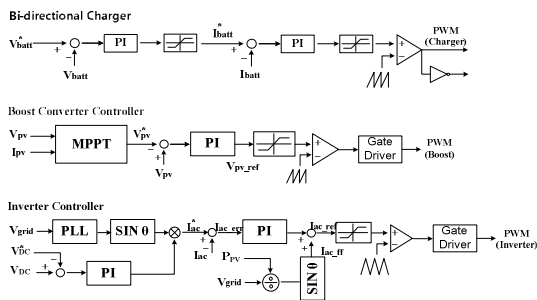 Bi-directional Charger
V*batt + − PI I*batt + − PI + − PWM
(Charger)
Vbatt Ibatt
Boost Converter Controller
Vpv
Ipv
MPPT V*pv − + PI Vpv_ref + − Gate
Driver PWM
(Boost)
Vpv
Inverter Controller
Vgrid PLL SIN θ I*ac + − Iac_err PI + + Iac_ref + − Gate
Driver PWM
(Inverter)
V*DC −
VDC + PI
Iac PPV Iac_ff
Vgrid SIN θ